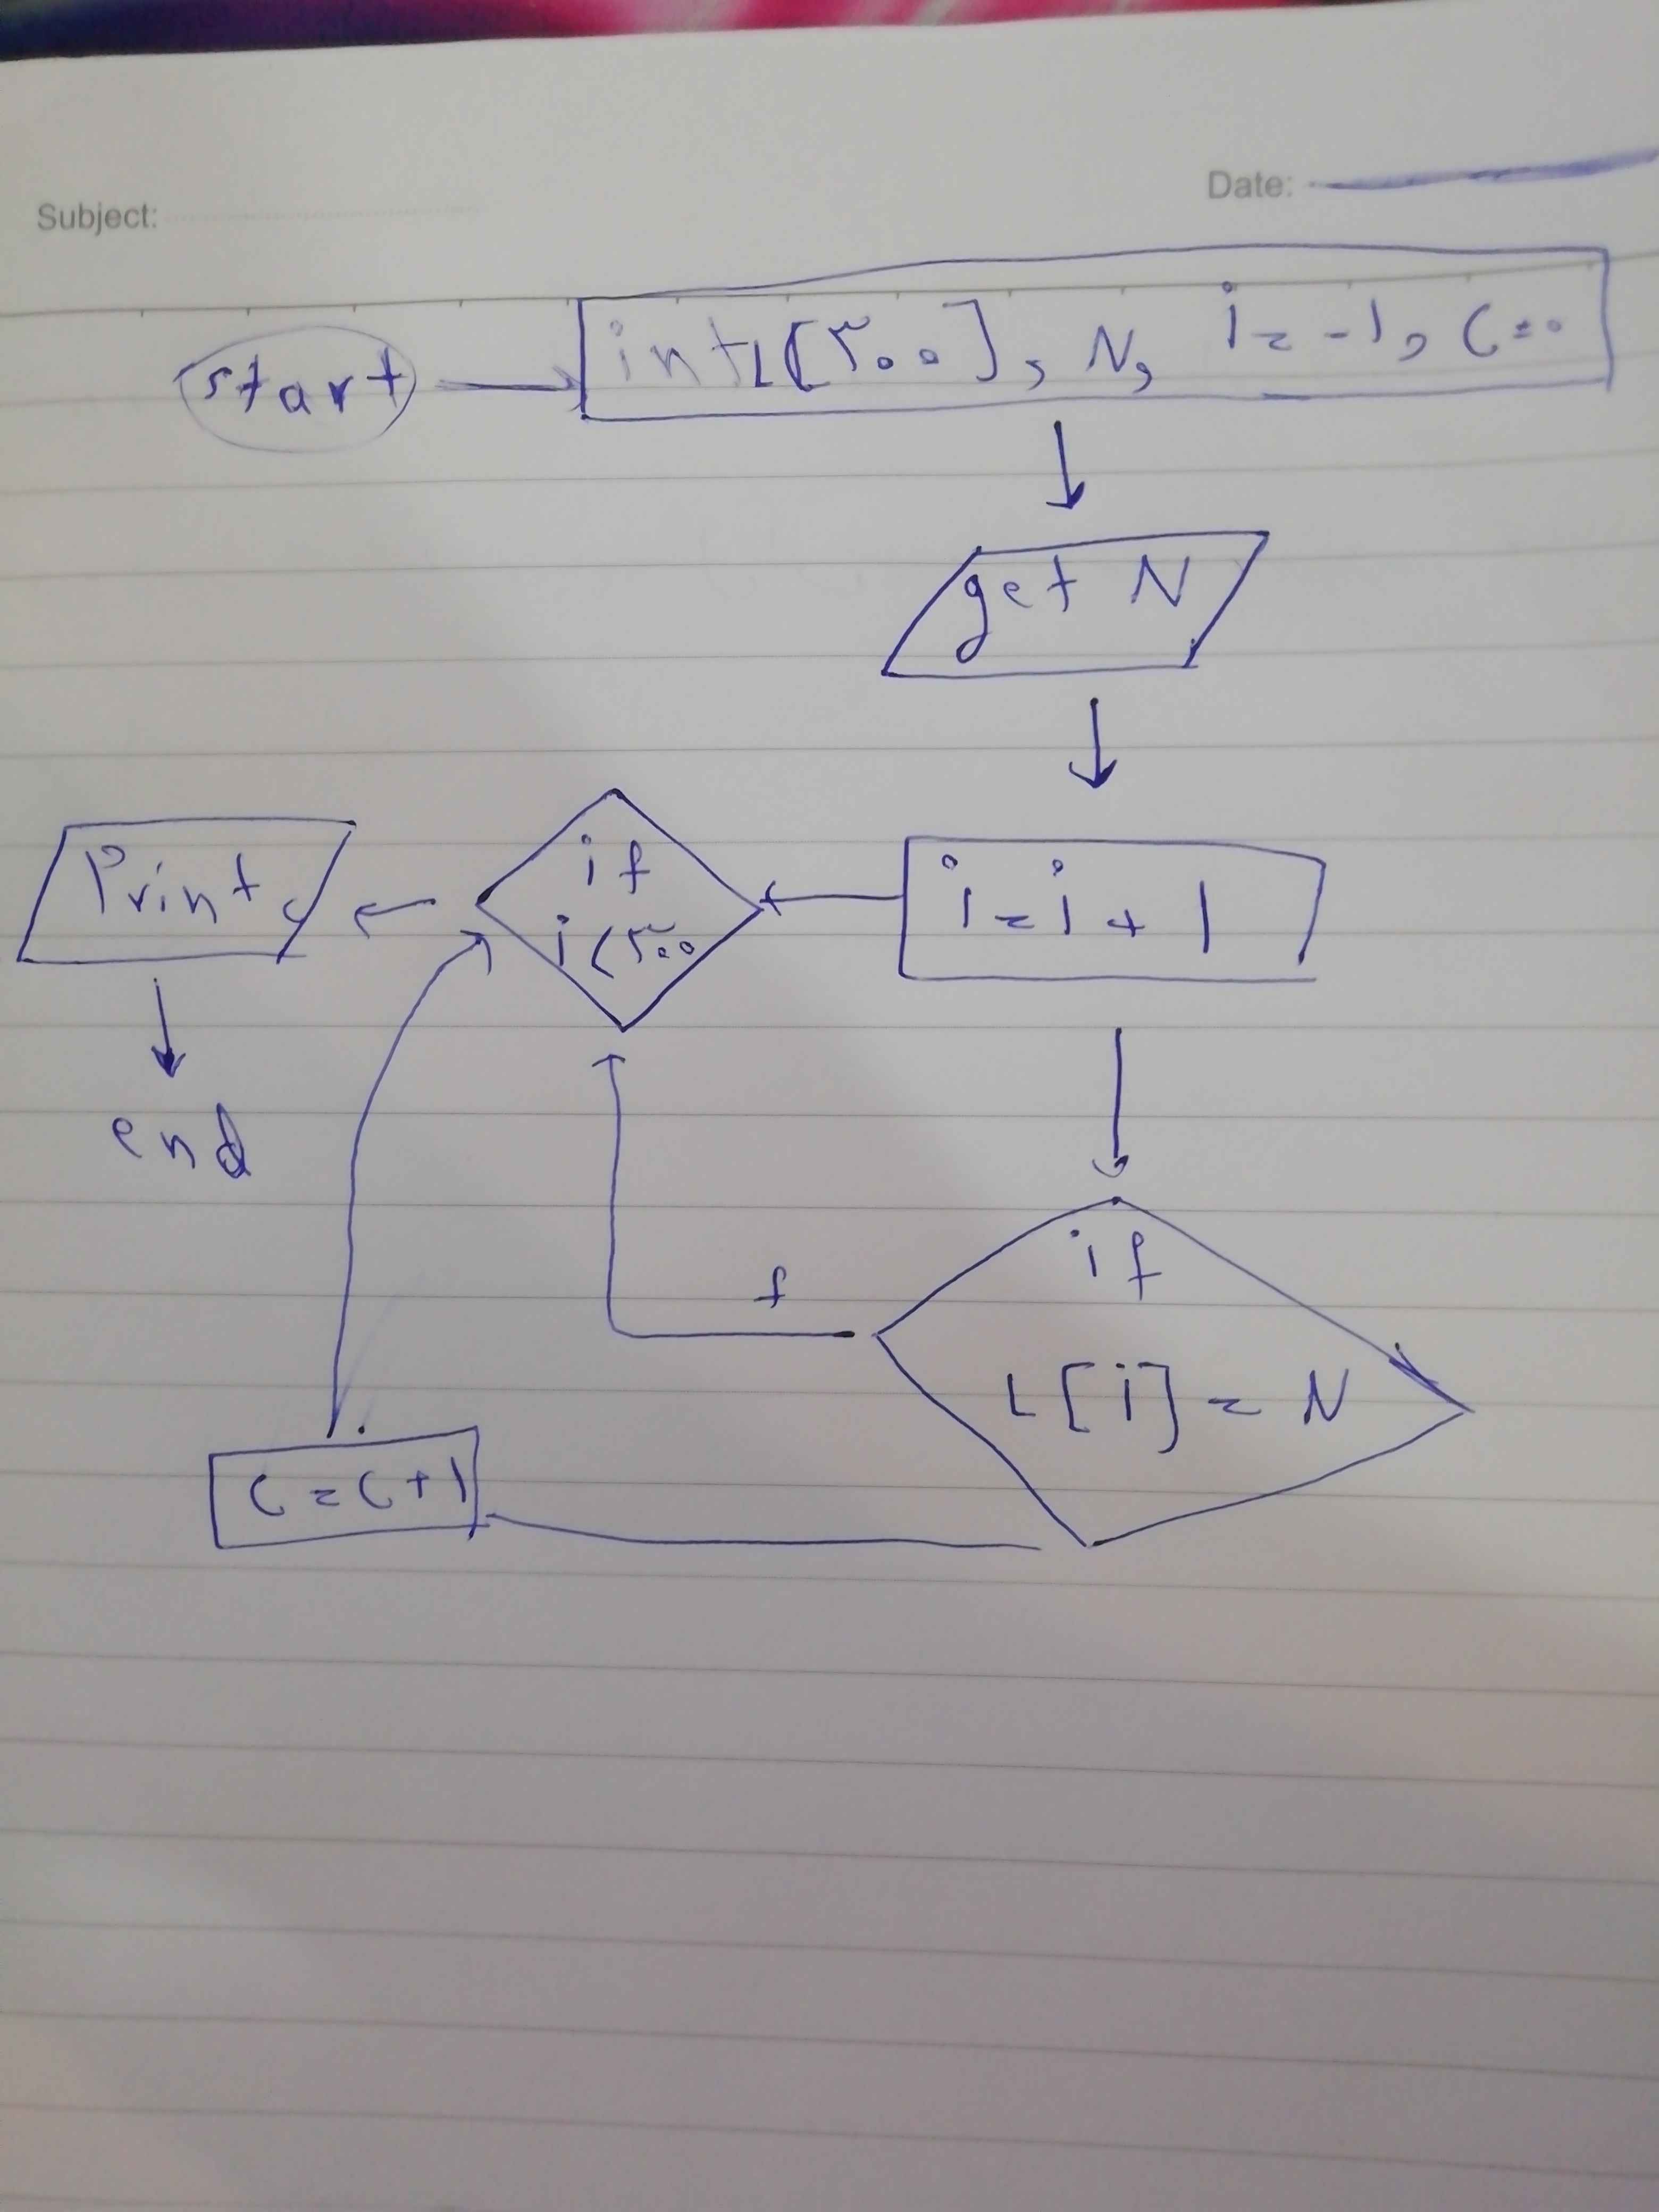 Subject:
Date:
start
int L[۳۰۰], N, i = -1, C = ۰
get N
i = i + 1
if
i < ۳۰۰
Print c
end
if
L[i] = N
f
C = C + 1